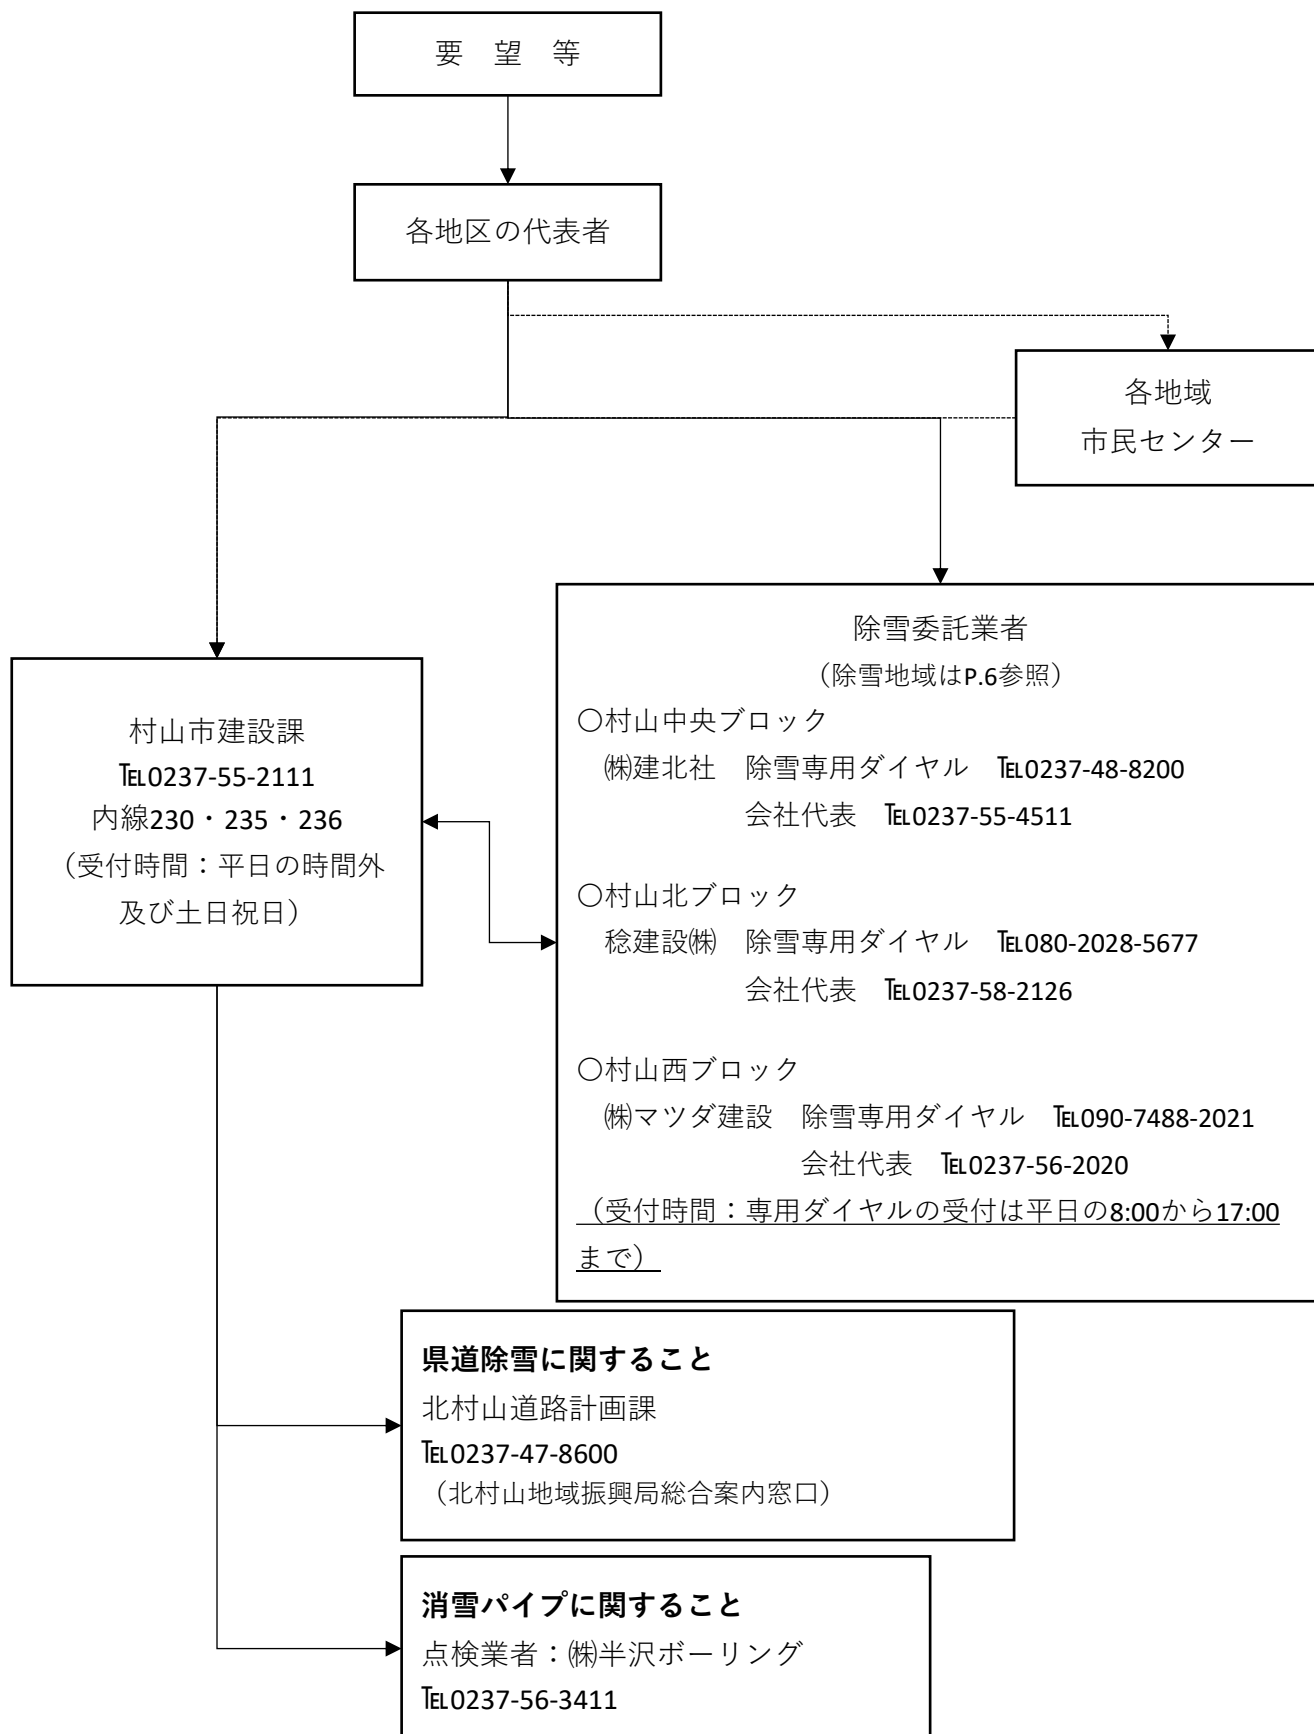 要　望　等
各地区の代表者
各地域
市民センター
除雪委託業者
（除雪地域はP.6参照）
〇村山中央ブロック
㈱建北社　除雪専用ダイヤル　℡0237-48-8200
会社代表　℡0237-55-4511
〇村山北ブロック
稔建設㈱　除雪専用ダイヤル　℡080-2028-5677
会社代表　℡0237-58-2126
〇村山西ブロック
㈱マツダ建設　除雪専用ダイヤル　℡090-7488-2021
会社代表　℡0237-56-2020
（受付時間：専用ダイヤルの受付は平日の8:00から17:00
まで）
村山市建設課
℡0237-55-2111
内線230・235・236
（受付時間：平日の時間外
及び土日祝日）
県道除雪に関すること
北村山道路計画課
℡0237-47-8600
（北村山地域振興局総合案内窓口）
消雪パイプに関すること
点検業者：㈱半沢ボーリング
℡0237-56-3411